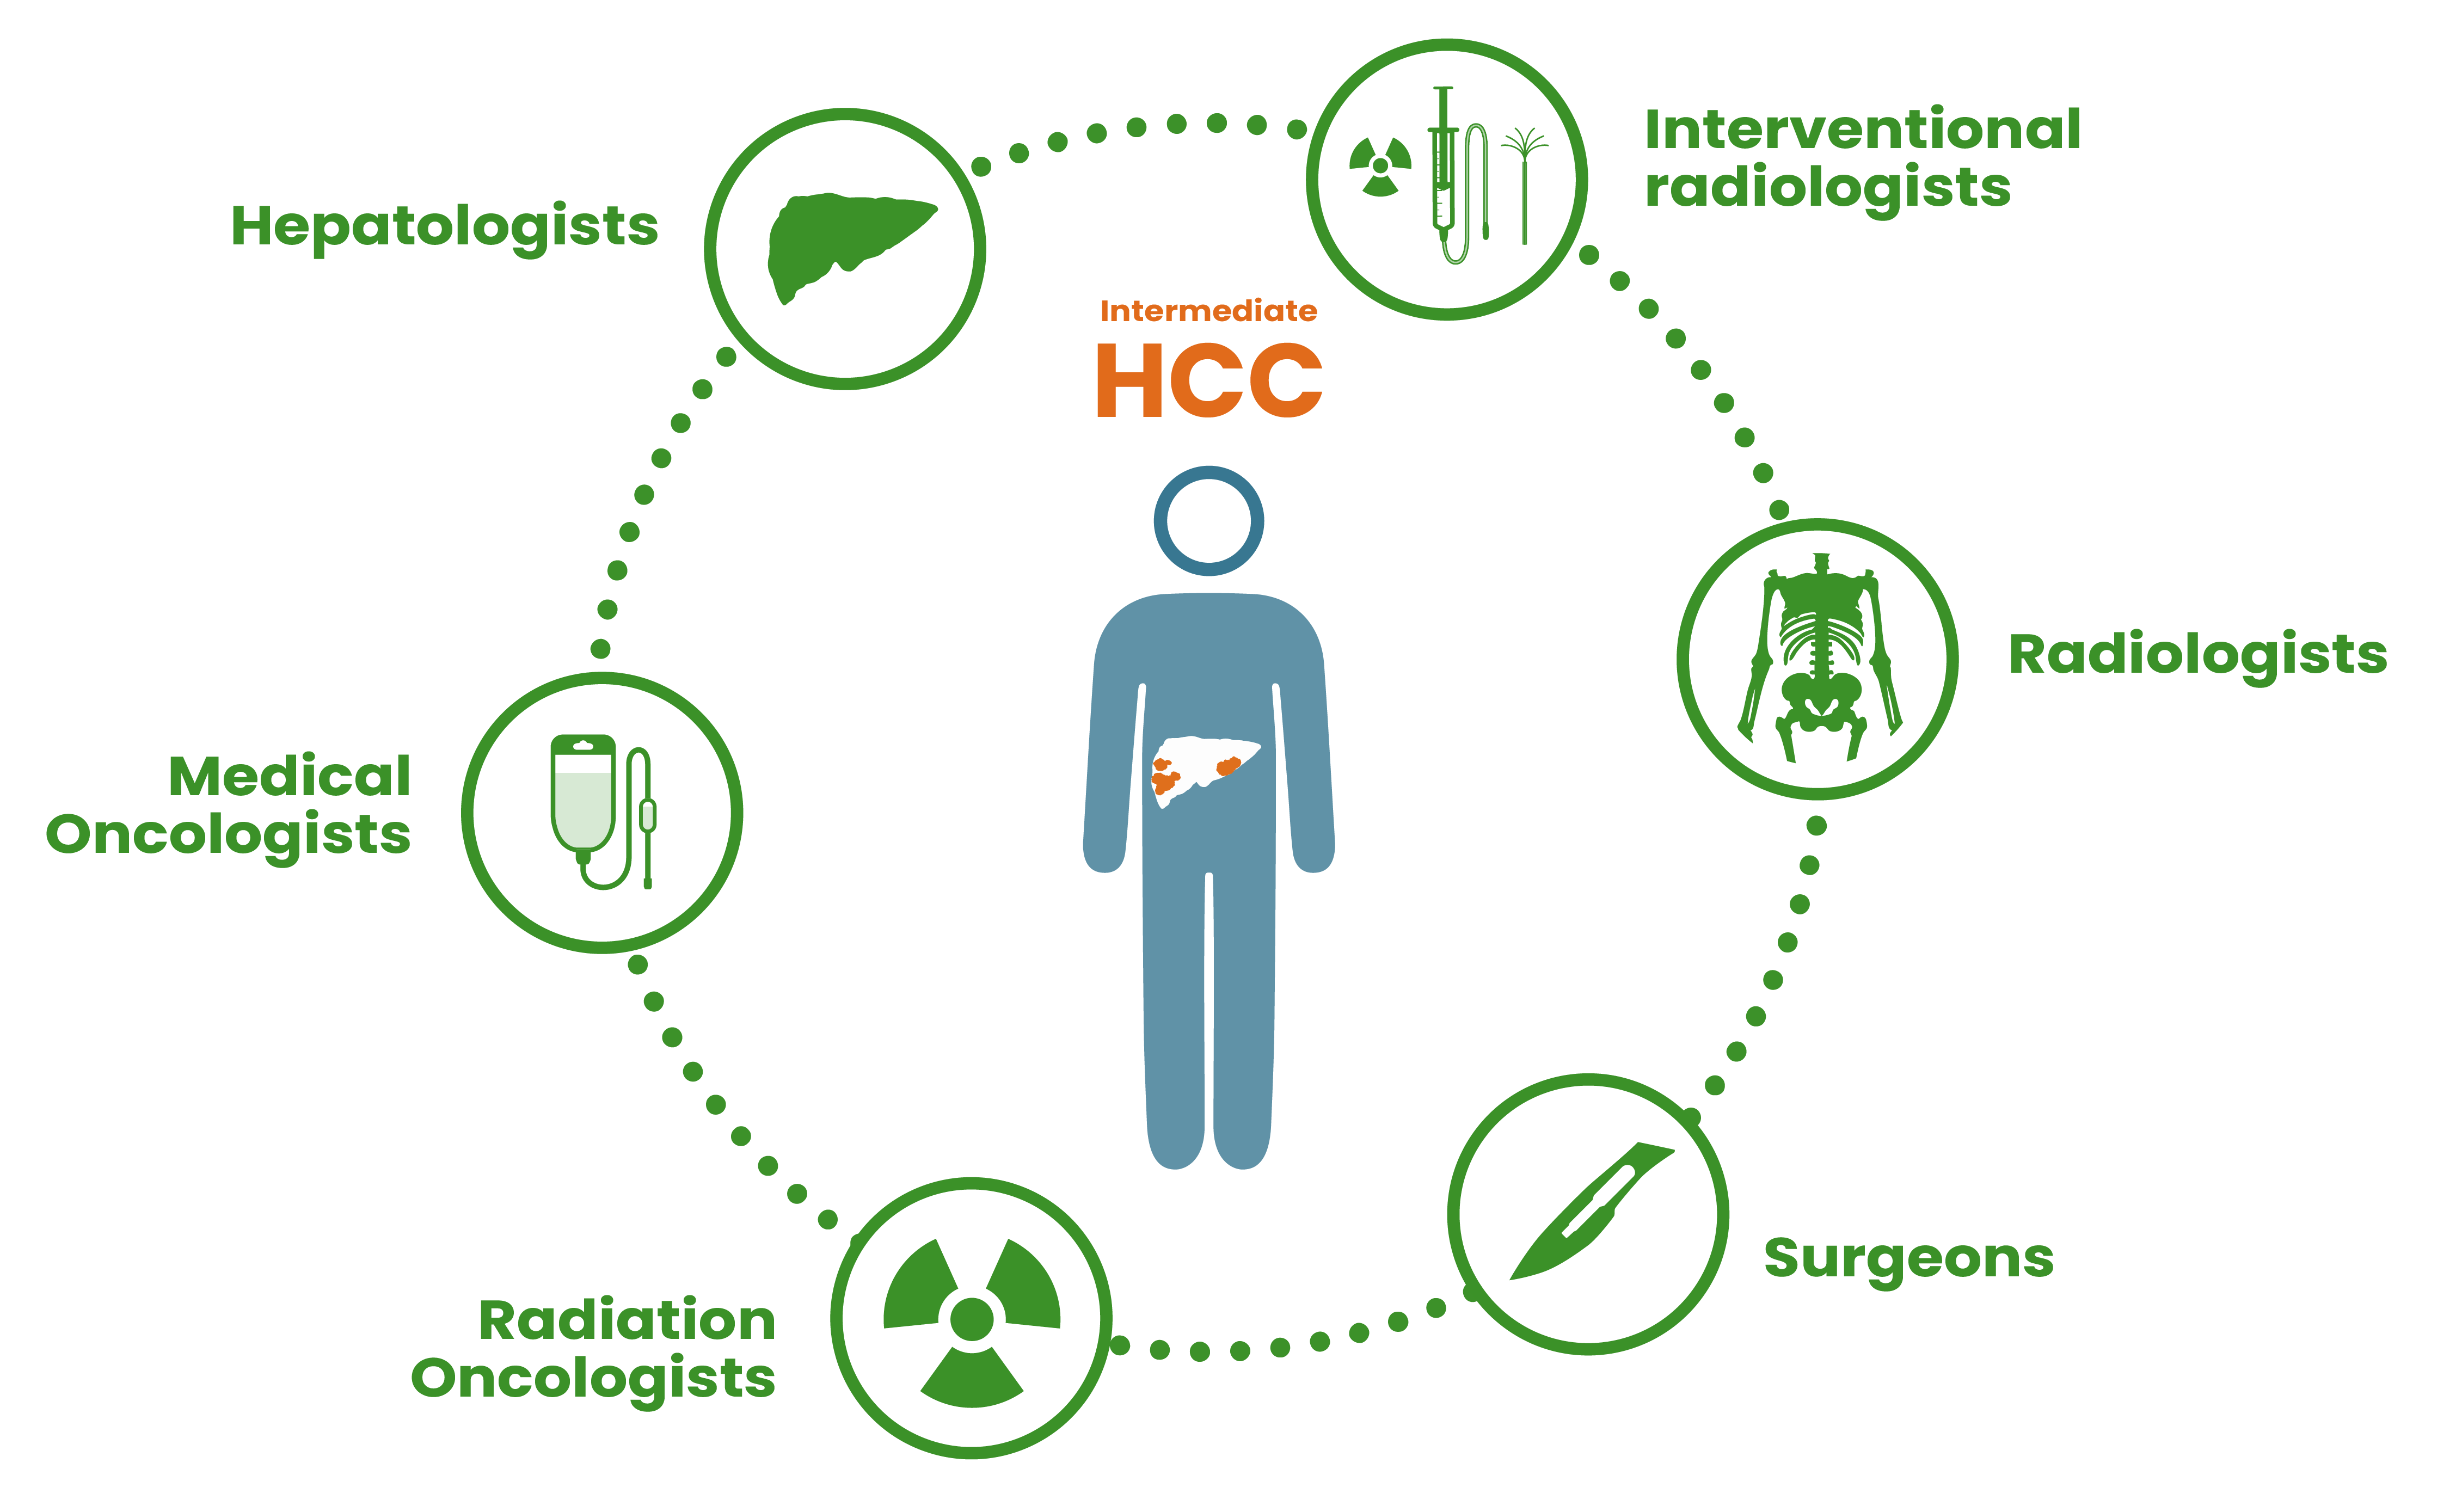 Interventional
radiologists
Hepatologists
Intermediate
HCC
Radiologists
Medical
Oncologists
Surgeons
Radiation
Oncologists